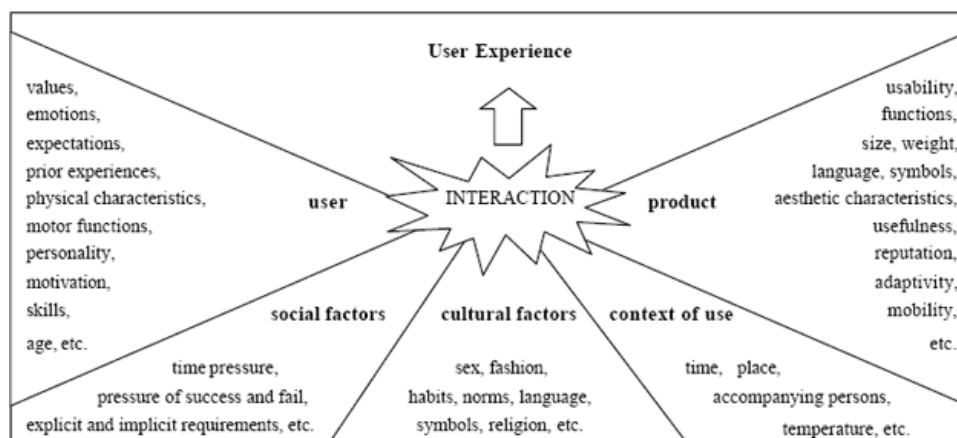 User Experience
INTERACTION
user
values,
emotions,
expectations,
prior experiences,
physical characteristics,
motor functions,
personality,
motivation,
skills,
age, etc.
product
usability,
functions,
size, weight,
language, symbols,
aesthetic characteristics,
usefulness,
reputation,
adaptivity,
mobility,
etc.
social factors
time pressure,
pressure of success and fail,
explicit and implicit requirements, etc.
cultural factors
sex, fashion,
habits, norms, language,
symbols, religion, etc.
context of use
time, place,
accompanying persons,
temperature, etc.